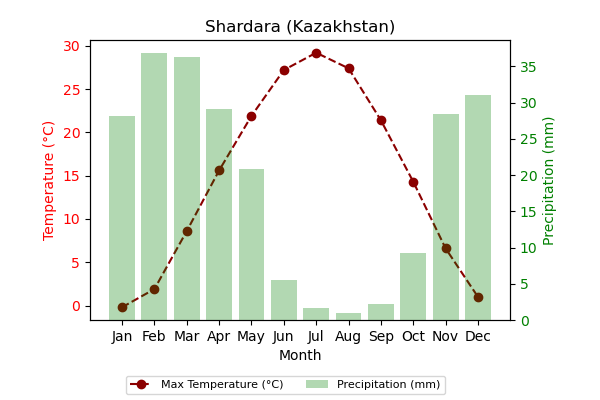 Shardara (Kazakhstan)
30
25
20
15
10
5
0
Temperature (°C)
35
30
25
20
15
10
5
0
Precipitation (mm)
Jan Feb Mar Apr May Jun Jul Aug Sep Oct Nov Dec
Month
Max Temperature (°C) Precipitation (mm)